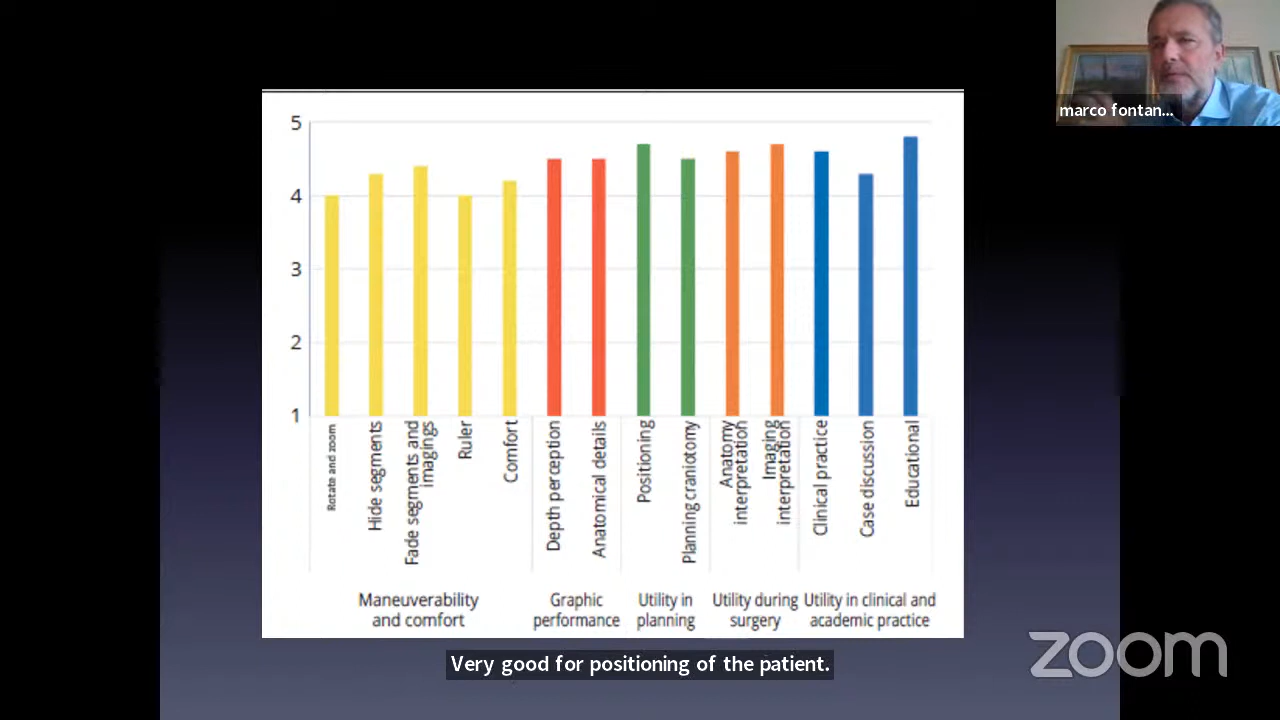 marco fontan...
5
4
3
2
1
Rotate and zoom
Hide segments
Fade segments and
imagings
Ruler
Comfort
Depth perception
Anatomical details
Positioning
Planning craniotomy
Anatomy
interpretation
Imaging
interpretation
Clinical practice
Case discussion
Educational
Maneuverability
and comfort
Graphic
performance
Utility in
planning
Utility during
surgery
Utility in clinical and
academic practice
Very good for positioning of the patient.
zoom